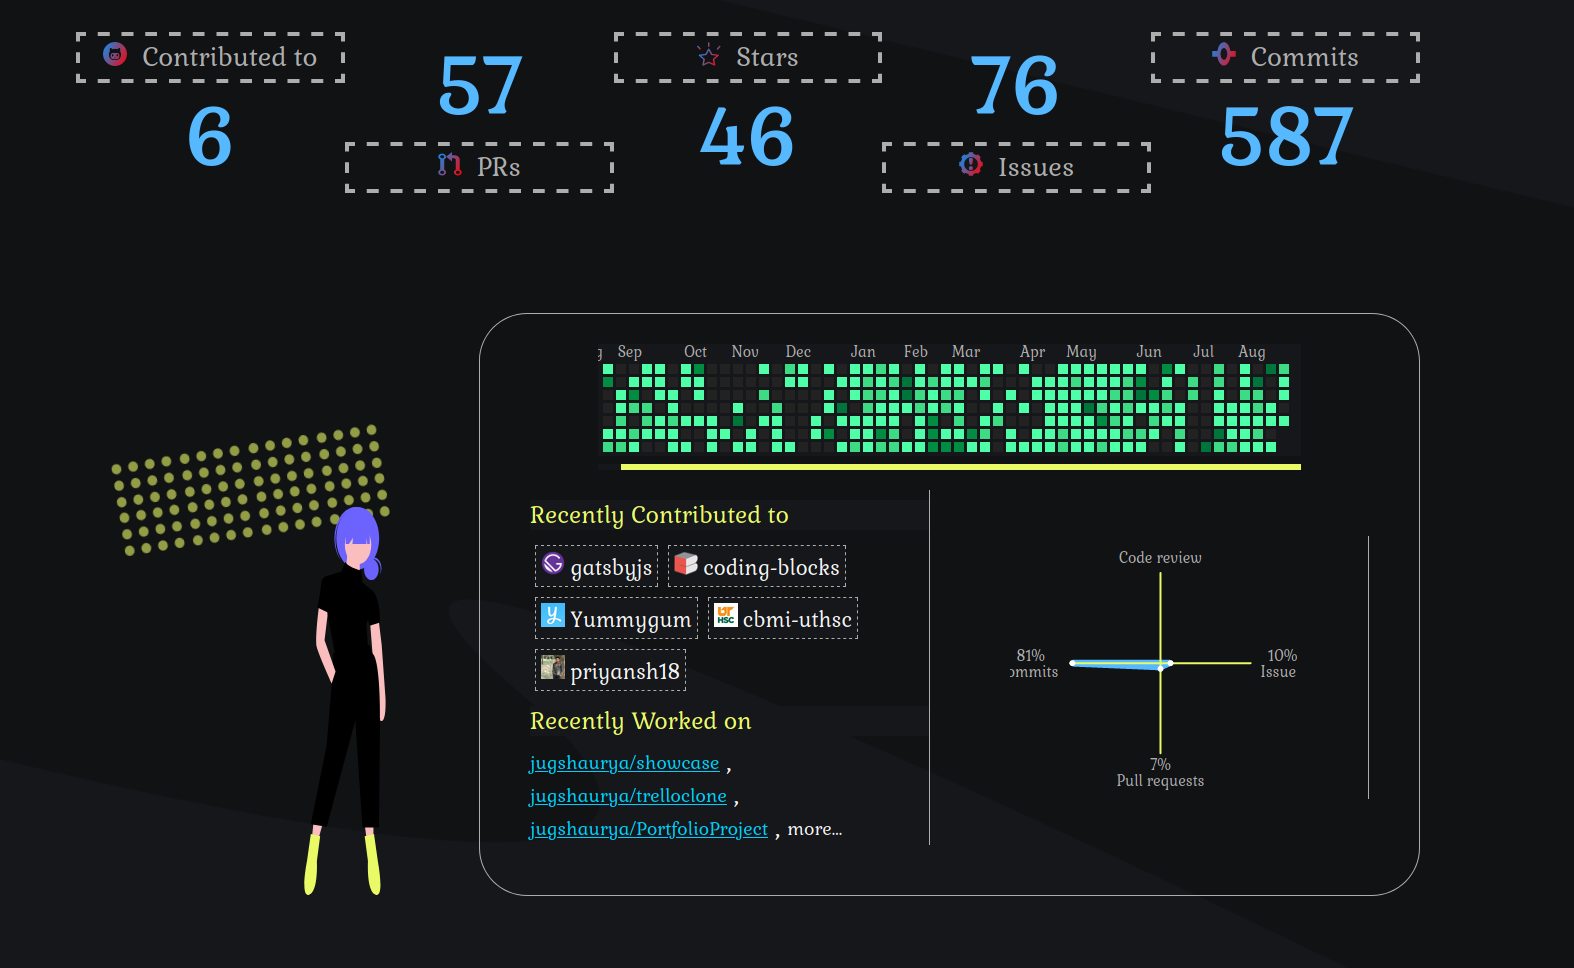 Contributed to
6
57
PRs
Stars
46
76
Issues
Commits
587
Sep Oct Nov Dec Jan Feb Mar Apr May Jun Jul Aug
Recently Contributed to
gatsbyjs coding-blocks
Yummygum UT HSC cbmi-uthsc
priyansh18
Recently Worked on
jugshaurya/showcase ,
jugshaurya/trelloclone ,
jugshaurya/PortfolioProject , more...
Code review
81%
ommits
10%
Issue
7%
Pull requests